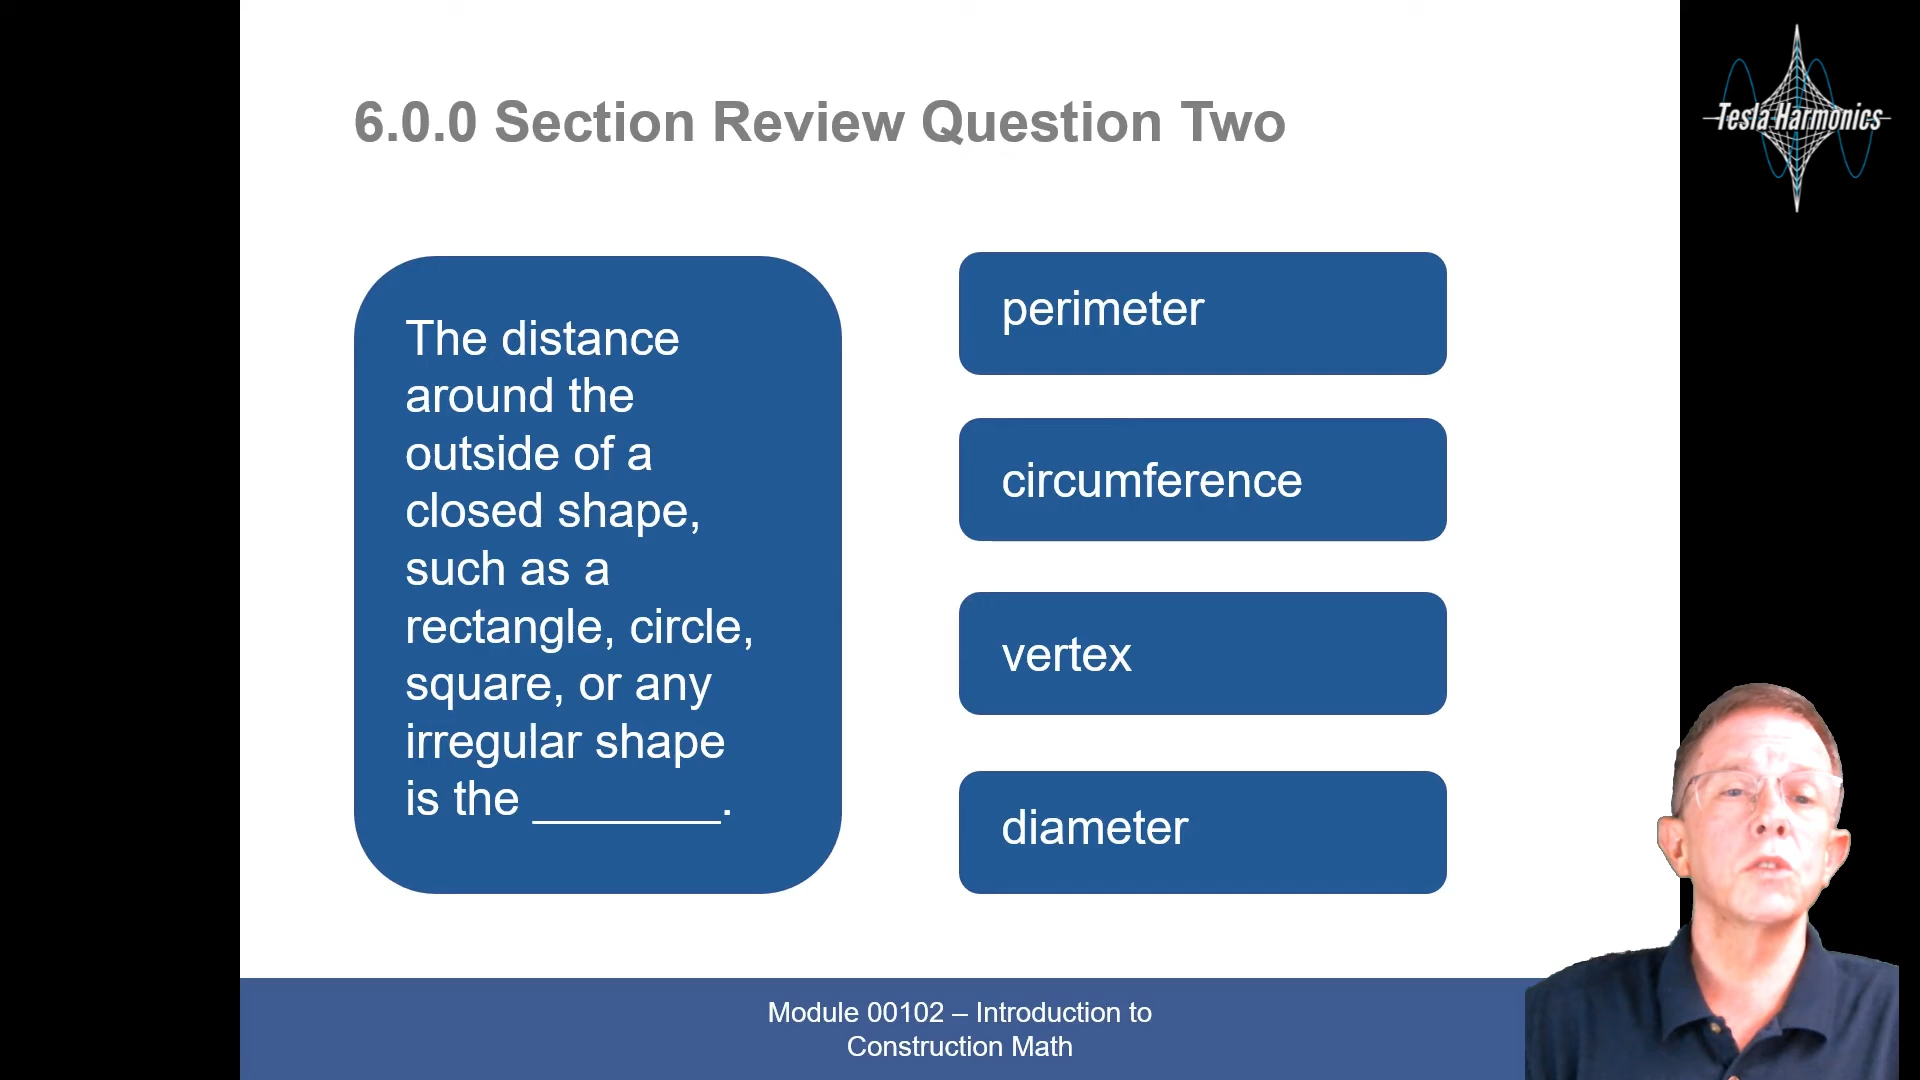 6.0.0 Section Review Question Two
Tesla Harmonics
The distance
around the
outside of a
closed shape,
such as a
rectangle, circle,
square, or any
irregular shape
is the ________.
perimeter
circumference
vertex
diameter
Module 00102 – Introduction to
Construction Math